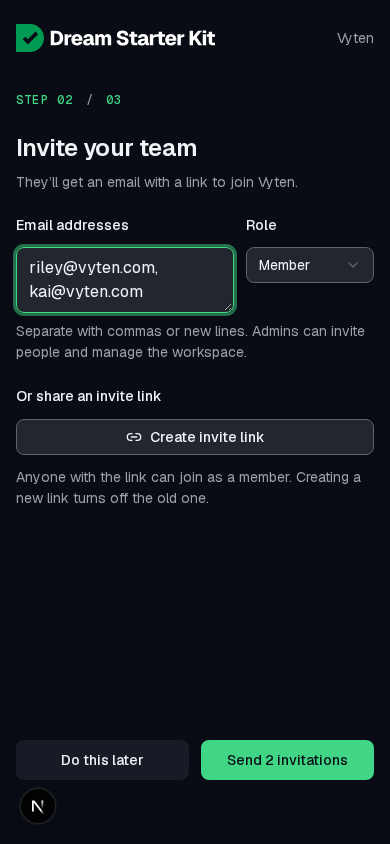 Dream Starter Kit
Vyten
STEP 02 / 03
Invite your team
They'll get an email with a link to join Vyten.
Email addresses
Role
riley@vyten.com,
kai@vyten.com
Member
Separate with commas or new lines. Admins can invite
people and manage the workspace.
Or share an invite link
Create invite link
Anyone with the link can join as a member. Creating a
new link turns off the old one.
Do this later
Send 2 invitations
N